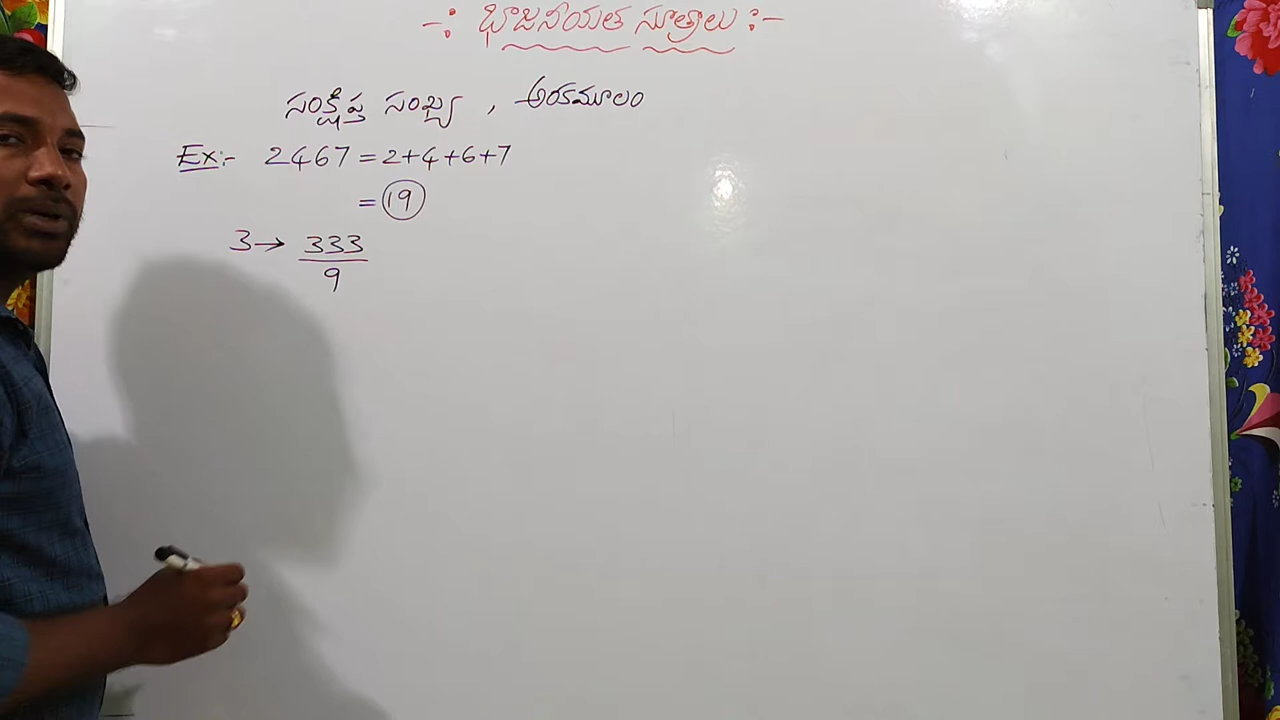 -: భాజనీయత సూత్రాలు :-
సంక్షిప్త సంఖ్య , అంకమూలం
Ex:- 2467 = 2+4+6+7
= 19
3→ 333
9